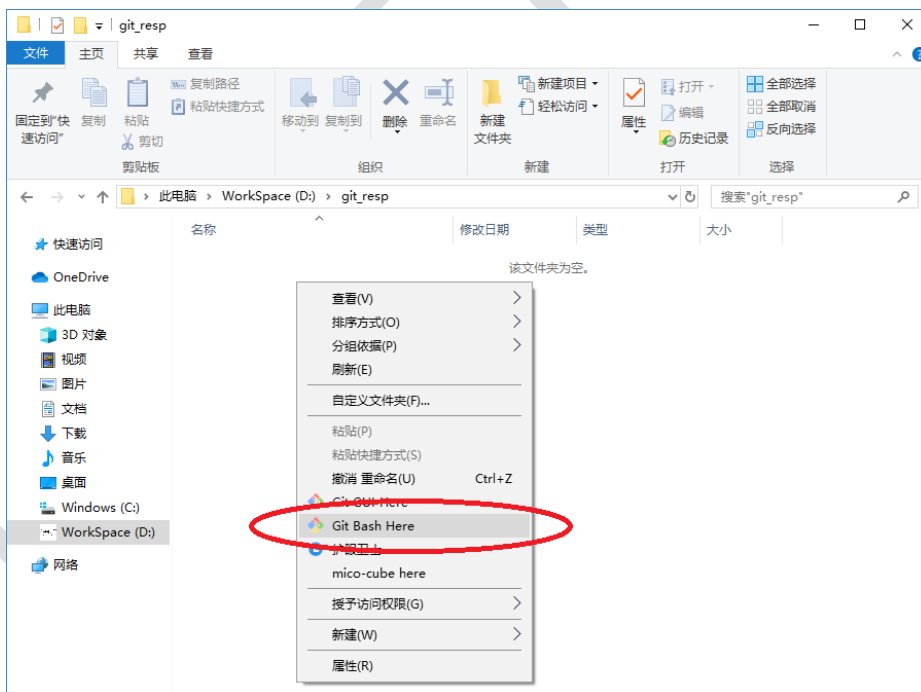 git_resp
文件 主页 共享 查看
固定到"快速访问"
复制
粘贴
复制路径
粘贴快捷方式
剪切
剪贴板
移动到
复制到
删除
重命名
组织
新建文件夹
新建项目
轻松访问
新建
属性
打开
编辑
历史记录
打开
全部选择
全部取消
反向选择
选择
此电脑 › WorkSpace (D:) › git_resp
搜索"git_resp"
名称 修改日期 类型 大小
该文件夹为空。
快速访问
OneDrive
此电脑
3D 对象
视频
图片
文档
下载
音乐
桌面
Windows (C:)
WorkSpace (D:)
网络
查看(V)
排序方式(O)
分组依据(P)
刷新(E)
自定义文件夹(F)...
粘贴(P)
粘贴快捷方式(S)
撤消 重命名(U) Ctrl+Z
Git GUI Here
Git Bash Here
护眼卫士
mico-cube here
授予访问权限(G)
新建(W)
属性(R)